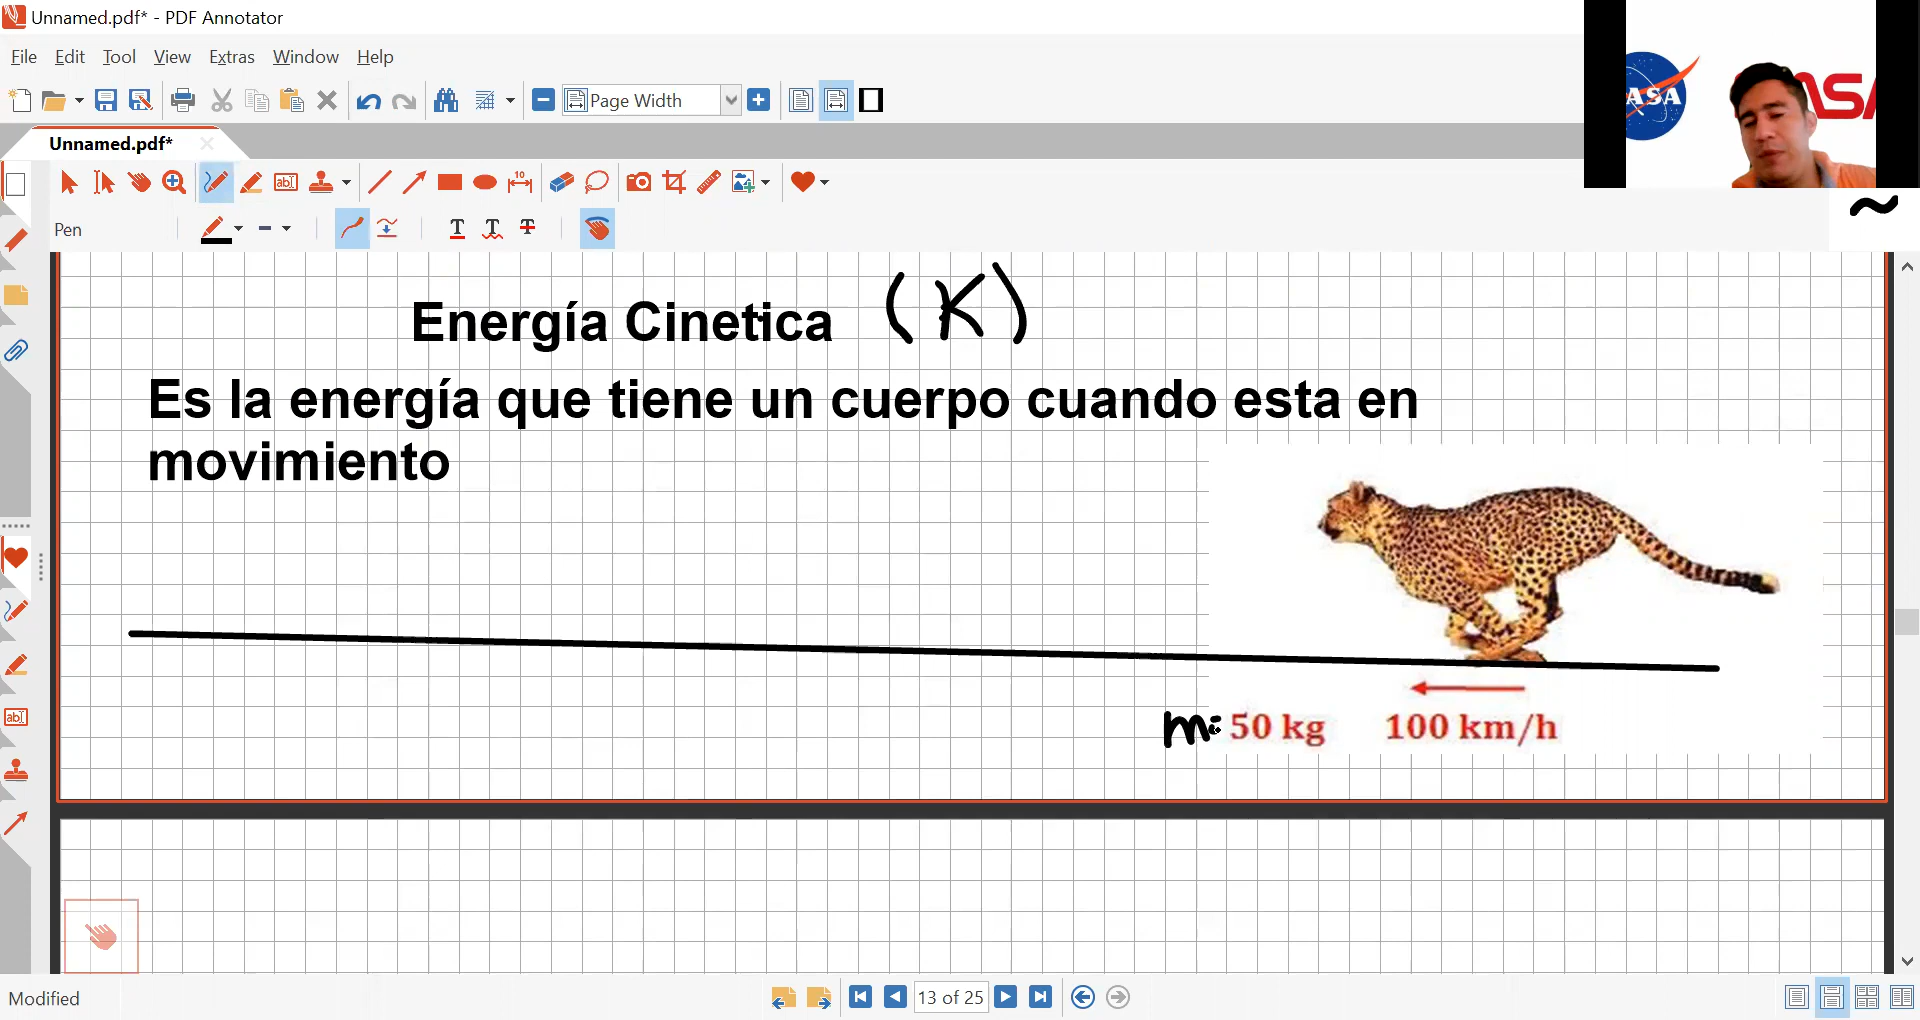 Unnamed.pdf* - PDF Annotator
File Edit Tool View Extras Window Help
Page Width
Unnamed.pdf*
Pen
NASA
Energía Cinetica (K)
Es la energía que tiene un cuerpo cuando esta en
movimiento
m: 50 kg 100 km/h
Modified
13 of 25